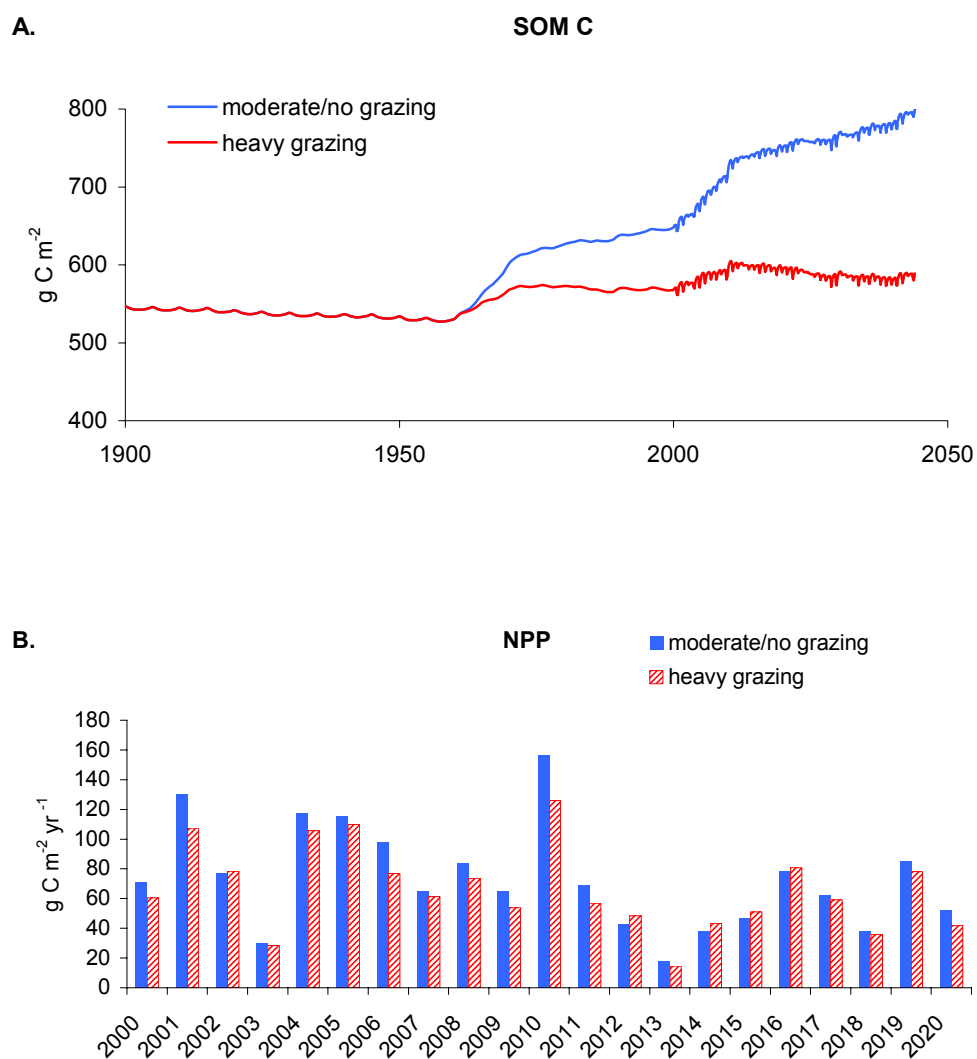 A. SOM C
moderate/no grazing
heavy grazing
800
700
600
500
400
g C m⁻²
1900 1950 2000 2050
B. NPP
moderate/no grazing
heavy grazing
180
160
140
120
100
80
60
40
20
0
g C m⁻² yr⁻¹
2000 2001 2002 2003 2004 2005 2006 2007 2008 2009 2010 2011 2012 2013 2014 2015 2016 2017 2018 2019 2020